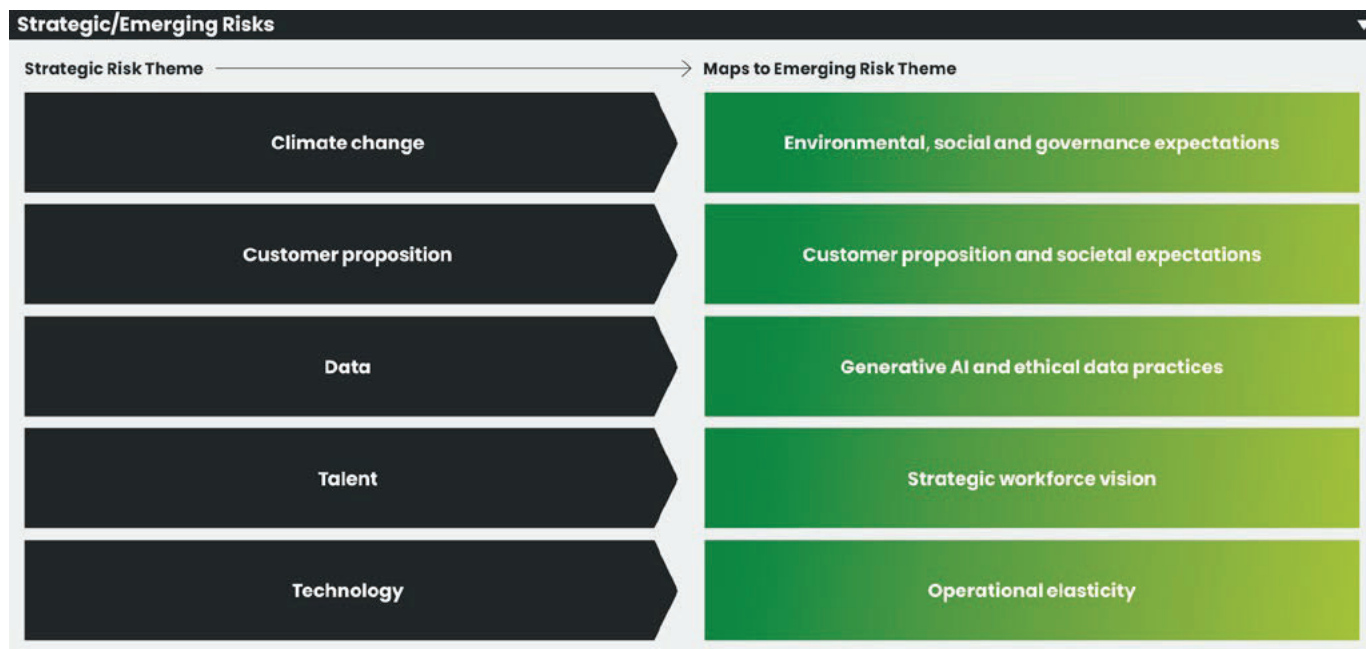 Strategic/Emerging Risks
Strategic Risk Theme
Maps to Emerging Risk Theme
Climate change
Environmental, social and governance expectations
Customer proposition
Customer proposition and societal expectations
Data
Generative AI and ethical data practices
Talent
Strategic workforce vision
Technology
Operational elasticity